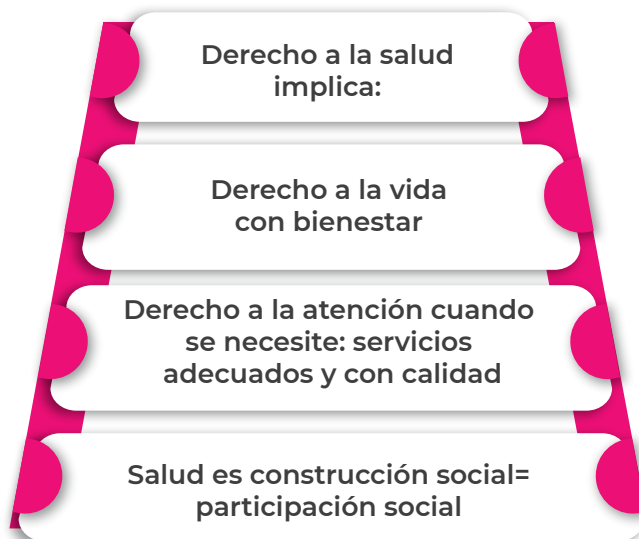 Derecho a la salud
implica:
Derecho a la vida
con bienestar
Derecho a la atención cuando
se necesite: servicios
adecuados y con calidad
Salud es construcción social=
participación social